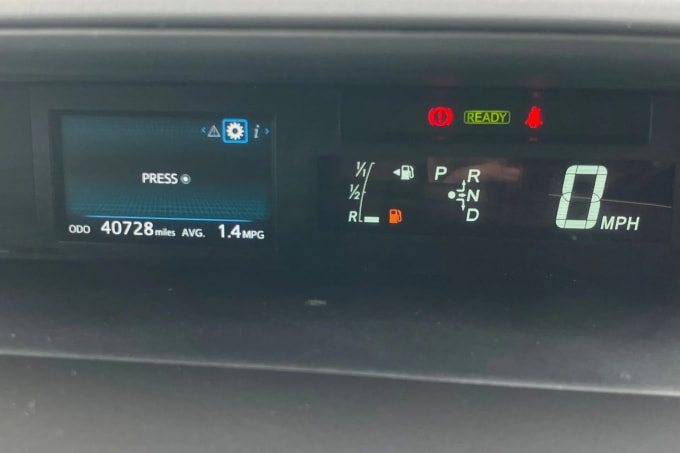 i
PRESS
ODO 40728 miles AVG. 1.4 MPG
READY
1/1
1/2
R
P R
N
D
0 MPH